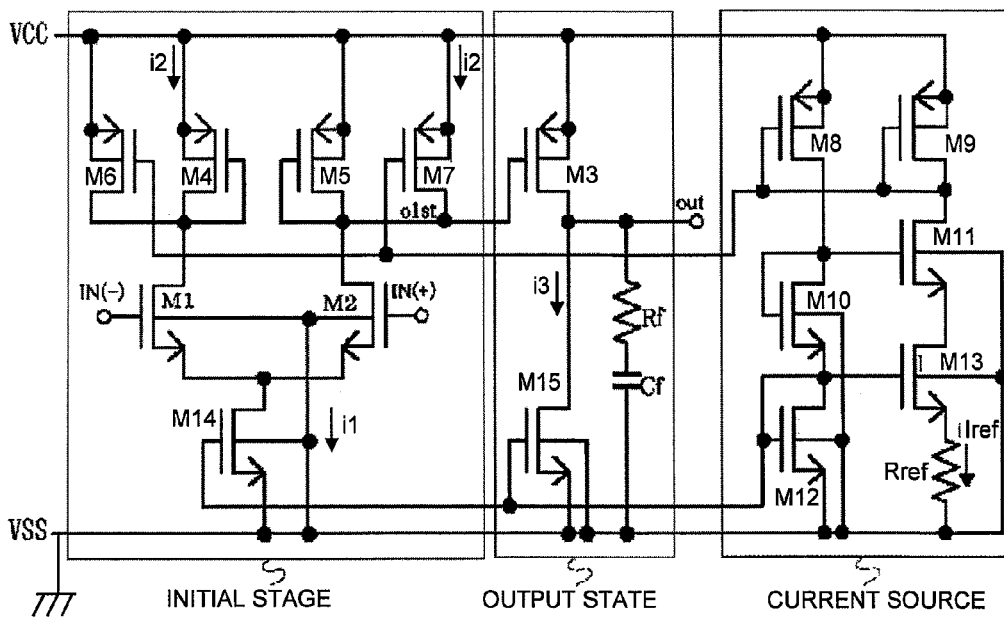 VCC
i2
i2
M6
M4
M5
M7
M3
M8
M9
o1st
out
M11
IN(-)
M1
M2
IN(+)
i3
Rf
M10
M14
i1
M15
Cf
M13
M12
Rref
iIref
VSS
INITIAL STAGE
OUTPUT STATE
CURRENT SOURCE